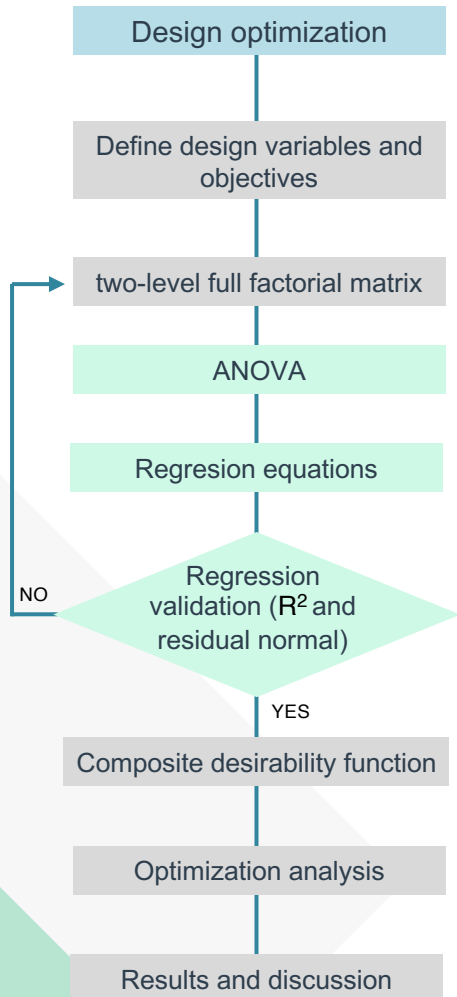 Design optimization
Define design variables and
objectives
two-level full factorial matrix
ANOVA
Regresion equations
Regression
validation (R² and
residual normal)
NO
YES
Composite desirability function
Optimization analysis
Results and discussion